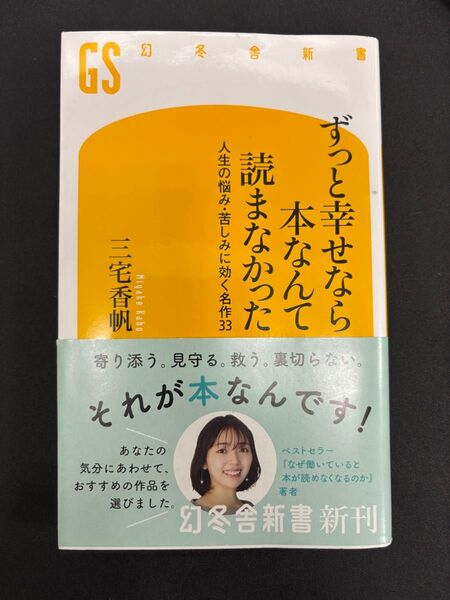 GS 幻冬舎新書
ずっと幸せなら
本なんて
読まなかった
人生の悩み・苦しみに効く名作33
三宅香帆
Miyake Kaho
寄り添う。見守る。救う。裏切らない。
それが本なんです!
あなたの
気分にあわせて、
おすすめの作品を
選びました。
ベストセラー
『なぜ働いていると
本が読めなくなるのか』
著者
幻冬舎新書 新刊